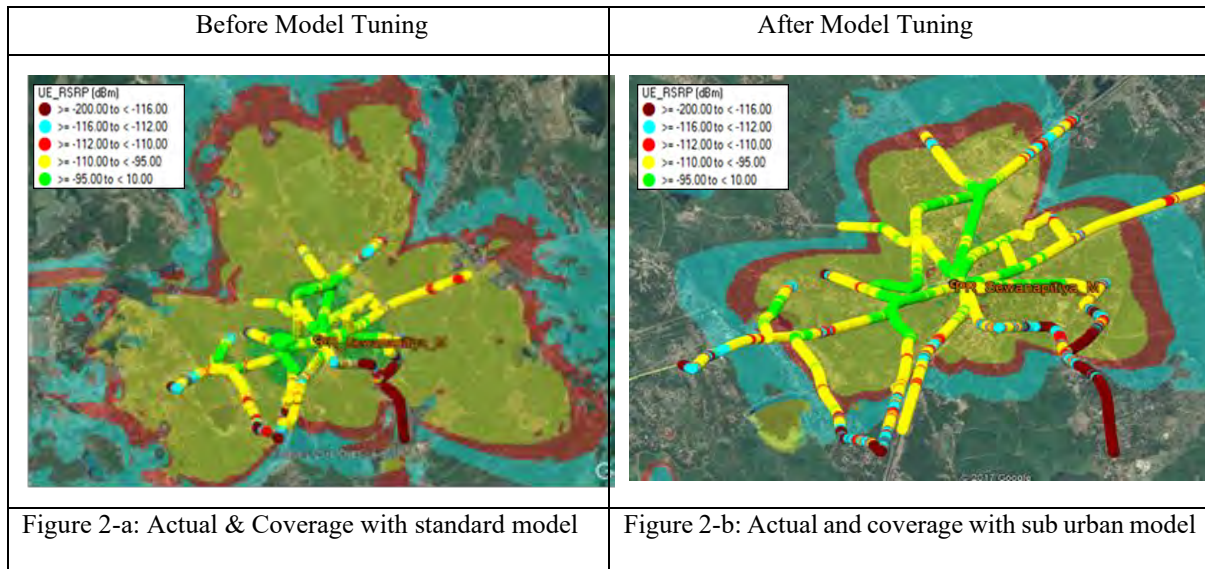 Before Model Tuning
After Model Tuning
UE_RSRP (dBm)
>= -200.00 to < -116.00
>= -116.00 to < -112.00
>= -112.00 to < -110.00
>= -110.00 to < -95.00
>= -95.00 to < 10.00
UE_RSRP (dBm)
>= -200.00 to < -116.00
>= -116.00 to < -112.00
>= -112.00 to < -110.00
>= -110.00 to < -95.00
>= -95.00 to < 10.00
© 2017 Google
Figure 2-a: Actual & Coverage with standard model
Figure 2-b: Actual and coverage with sub urban model